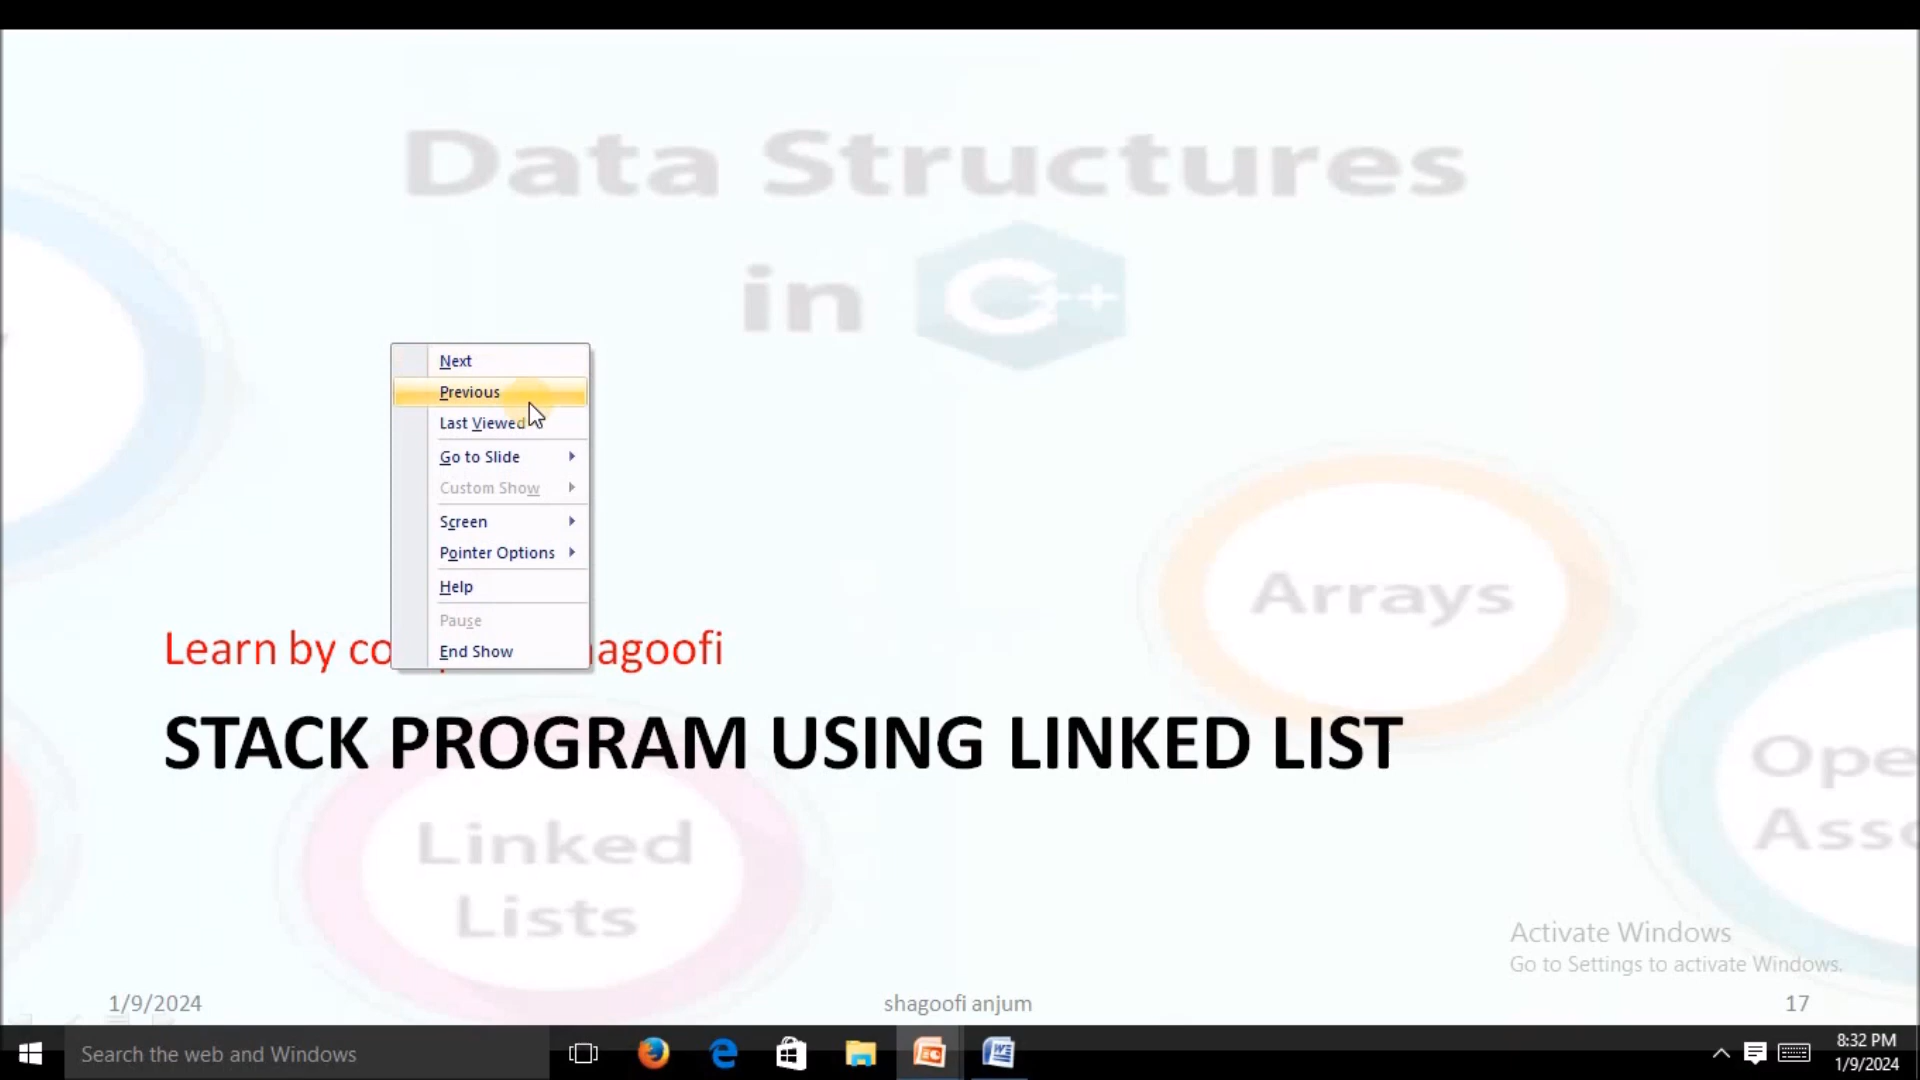 Data Structures
in C++
Next
Previous
Last Viewed
Go to Slide
Custom Show
Screen
Pointer Options
Help
Pause
End Show
Arrays
Learn by co
agoofi
STACK PROGRAM USING LINKED LIST
Linked
Lists
Activate Windows
Go to Settings to activate Windows.
1/9/2024
shagoofi anjum
17
Search the web and Windows
8:32 PM
1/9/2024